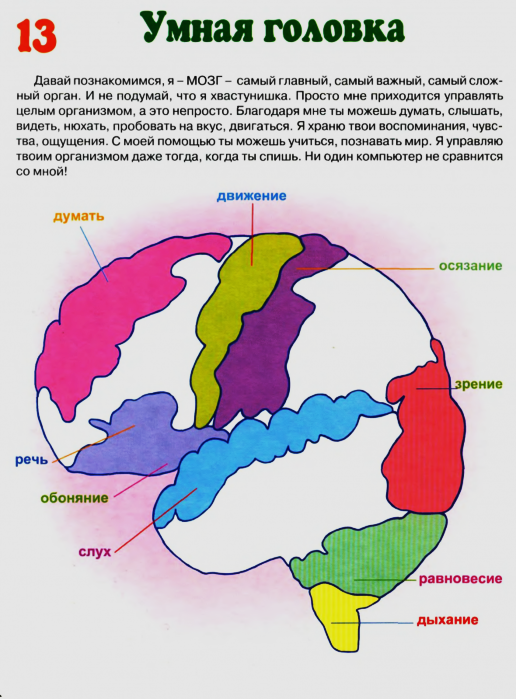 13
Умная головка
Давай познакомимся, я – МОЗГ – самый главный, самый важный, самый слож-
ный орган. И не подумай, что я хвастунишка. Просто мне приходится управлять
целым организмом, а это непросто. Благодаря мне ты можешь думать, слышать,
видеть, нюхать, пробовать на вкус, двигаться. Я храню твои воспоминания, чувс-
тва, ощущения. С моей помощью ты можешь учиться, познавать мир. Я управляю
твоим организмом даже тогда, когда ты спишь. Ни один компьютер не сравнится
со мной!
движение
думать
осязание
зрение
речь
обоняние
слух
равновесие
дыхание